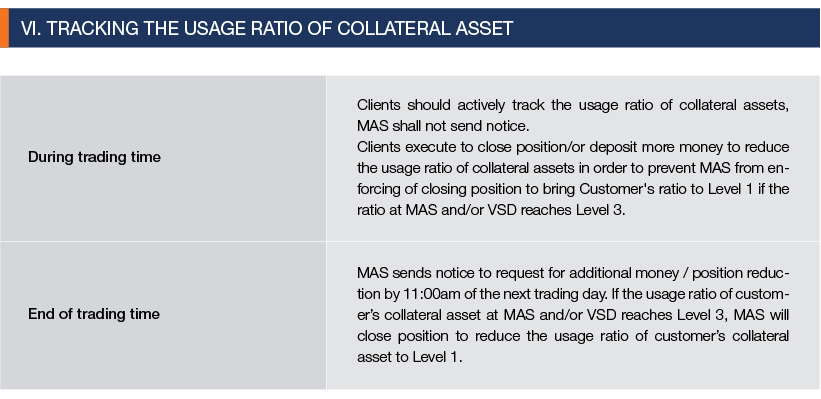 VI. TRACKING THE USAGE RATIO OF COLLATERAL ASSET
During trading time
Clients should actively track the usage ratio of collateral assets,
MAS shall not send notice.
Clients execute to close position/or deposit more money to reduce
the usage ratio of collateral assets in order to prevent MAS from en-
forcing of closing position to bring Customer's ratio to Level 1 if the
ratio at MAS and/or VSD reaches Level 3.
End of trading time
MAS sends notice to request for additional money / position reduc-
tion by 11:00am of the next trading day. If the usage ratio of custom-
er’s collateral asset at MAS and/or VSD reaches Level 3, MAS will
close position to reduce the usage ratio of customer’s collateral
asset to Level 1.